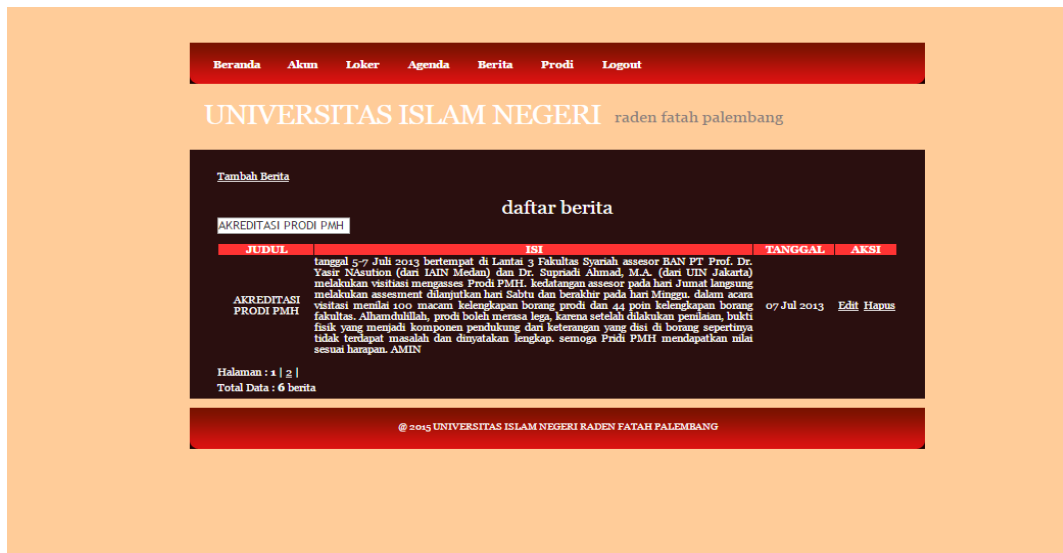 Beranda Akun Loker Agenda Berita Prodi Logout
UNIVERSITAS ISLAM NEGERI raden fatah palembang
Tambah Berita
daftar berita
AKREDITASI PRODI PMH
JUDUL ISI TANGGAL AKSI
tanggal 5-7 Juli 2013 bertempat di Lantai 3 Fakultas Syariah assesor BAN PT Prof. Dr.
Yasir NAsution (dari IAIN Medan) dan Dr. Supriadi Ahmad, M.A. (dari UIN Jakarta)
melakukan visitiasi mengasses Prodi PMH. kedatangan assesor pada hari Jumat langsung
melakukan assesment dilanjutkan hari Sabtu dan berakhir pada hari Minggu. dalam acara
visitasi menilai 100 macam kelengkapan borang prodi dan 44 poin kelengkapan borang
fakultas. Alhamdulillah, prodi boleh merasa lega, karena setelah dilakukan penilaian, bukti
fisik yang menjadi komponen pendukung dari keterangan yang disi di borang sepertinya
tidak terdapat masalah dan dinyatakan lengkap. semoga Pridi PMH mendapatkan nilai
sesuai harapan. AMIN
AKREDITASI
PRODI PMH
07 Jul 2013
Edit Hapus
Halaman : 1 | 2 |
Total Data : 6 berita
@ 2015 UNIVERSITAS ISLAM NEGERI RADEN FATAH PALEMBANG